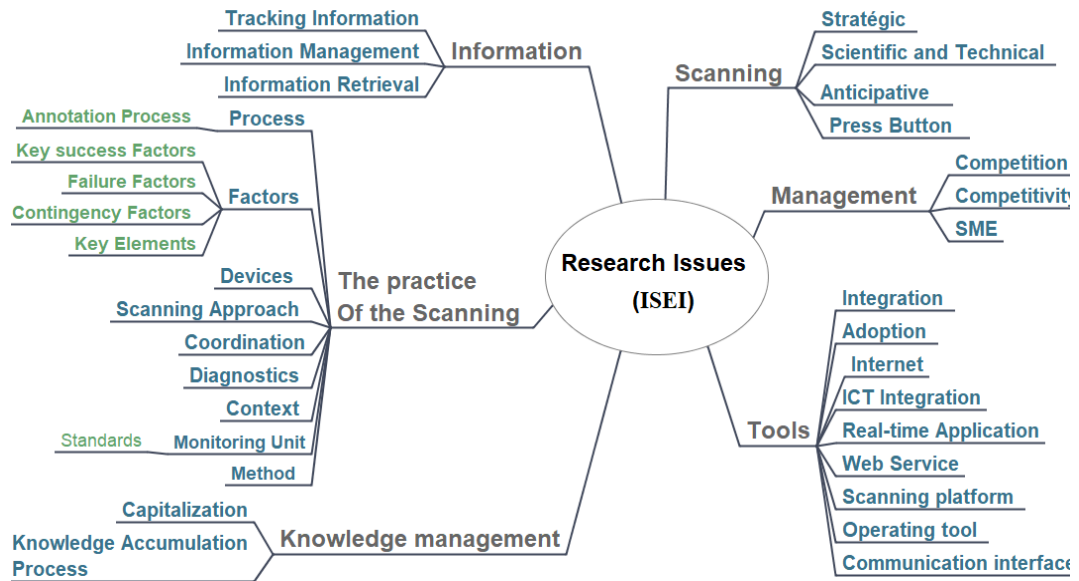 Research Issues
(ISEI)
Information
Tracking Information
Information Management
Information Retrieval
The practice
Of the Scanning
Process
Annotation Process
Factors
Key success Factors
Failure Factors
Contingency Factors
Key Elements
Devices
Scanning Approach
Coordination
Diagnostics
Context
Monitoring Unit
Standards
Method
Knowledge management
Capitalization
Knowledge Accumulation
Process
Scanning
Stratégic
Scientific and Technical
Anticipative
Press Button
Management
Competition
Competitivity
SME
Tools
Integration
Adoption
Internet
ICT Integration
Real-time Application
Web Service
Scanning platform
Operating tool
Communication interface